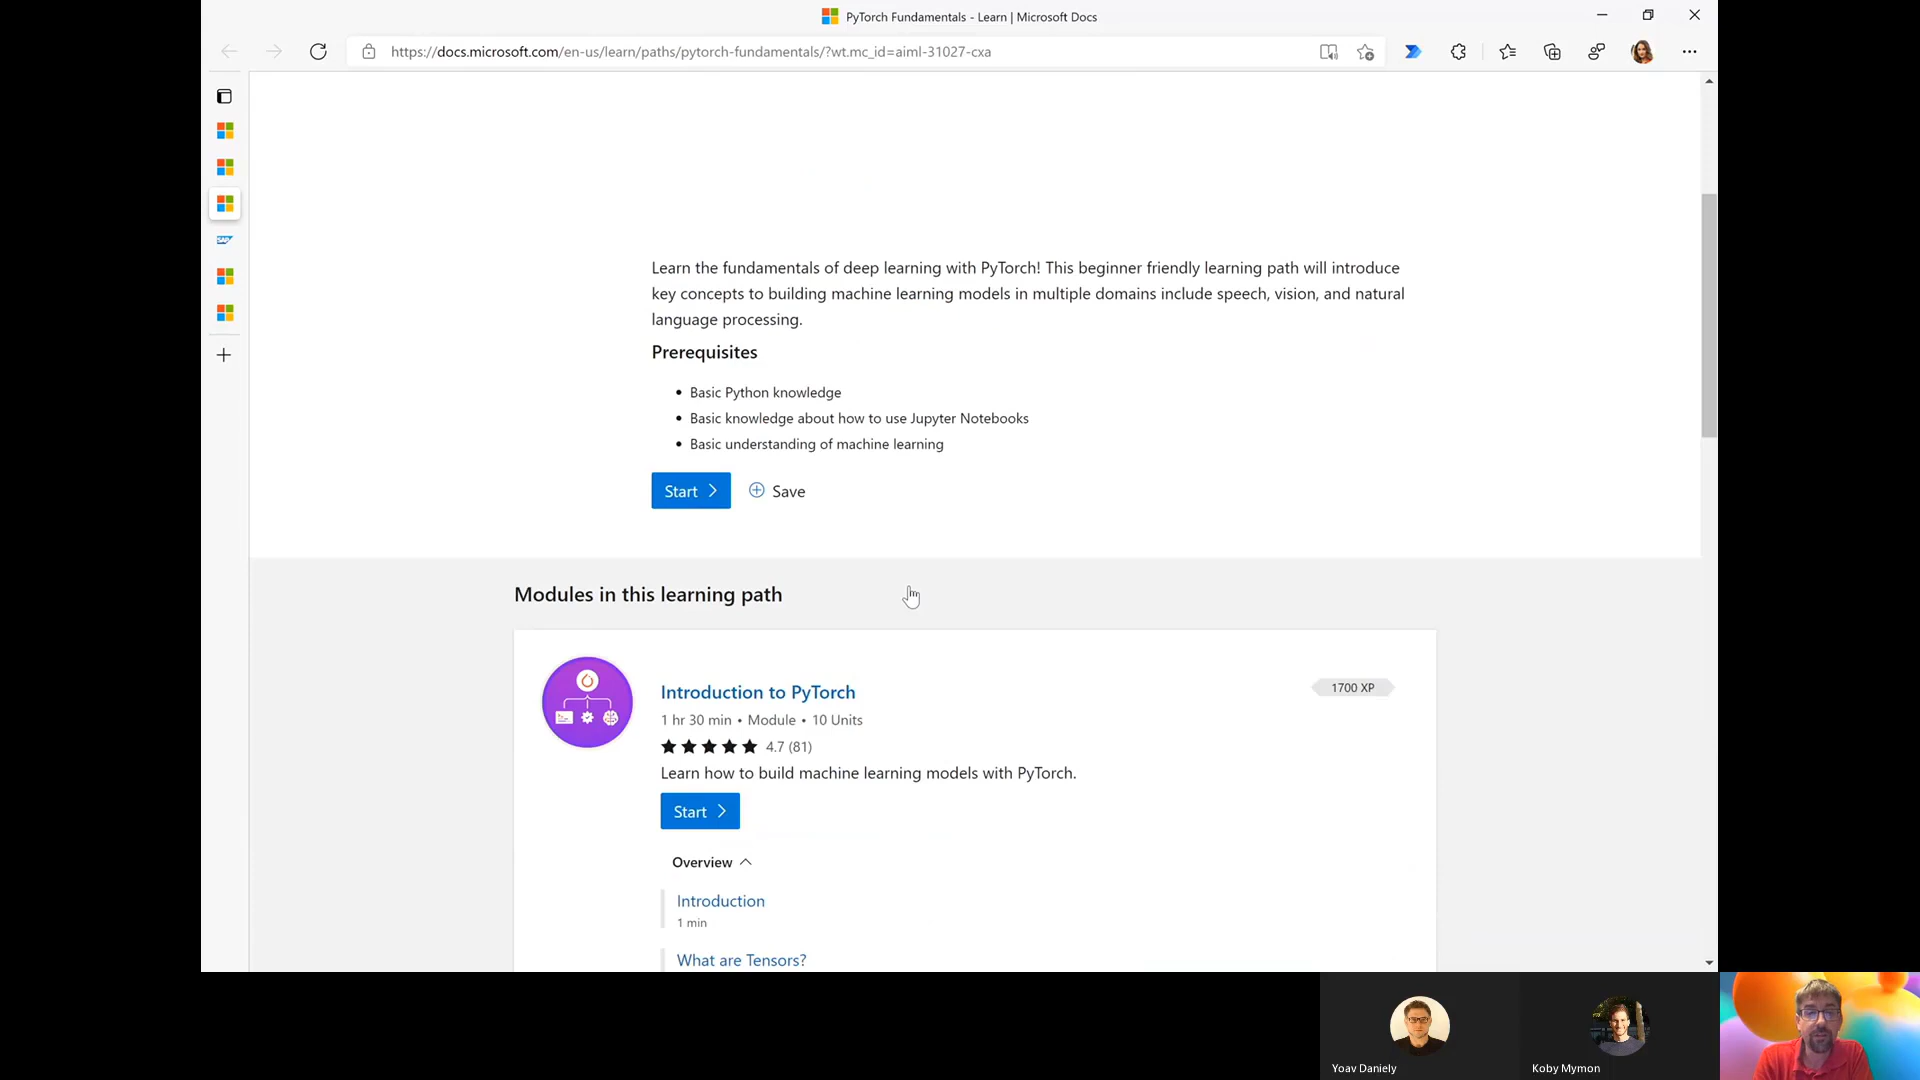 PyTorch Fundamentals - Learn | Microsoft Docs
https://docs.microsoft.com/en-us/learn/paths/pytorch-fundamentals/?wt.mc_id=aiml-31027-cxa
SAP
Learn the fundamentals of deep learning with PyTorch! This beginner friendly learning path will introduce
key concepts to building machine learning models in multiple domains include speech, vision, and natural
language processing.
Prerequisites
• Basic Python knowledge
• Basic knowledge about how to use Jupyter Notebooks
• Basic understanding of machine learning
Start
Save
Modules in this learning path
Introduction to PyTorch
1700 XP
1 hr 30 min • Module • 10 Units
4.7 (81)
Learn how to build machine learning models with PyTorch.
Start
Overview
Introduction
1 min
What are Tensors?
Yoav Daniely
Koby Mymon